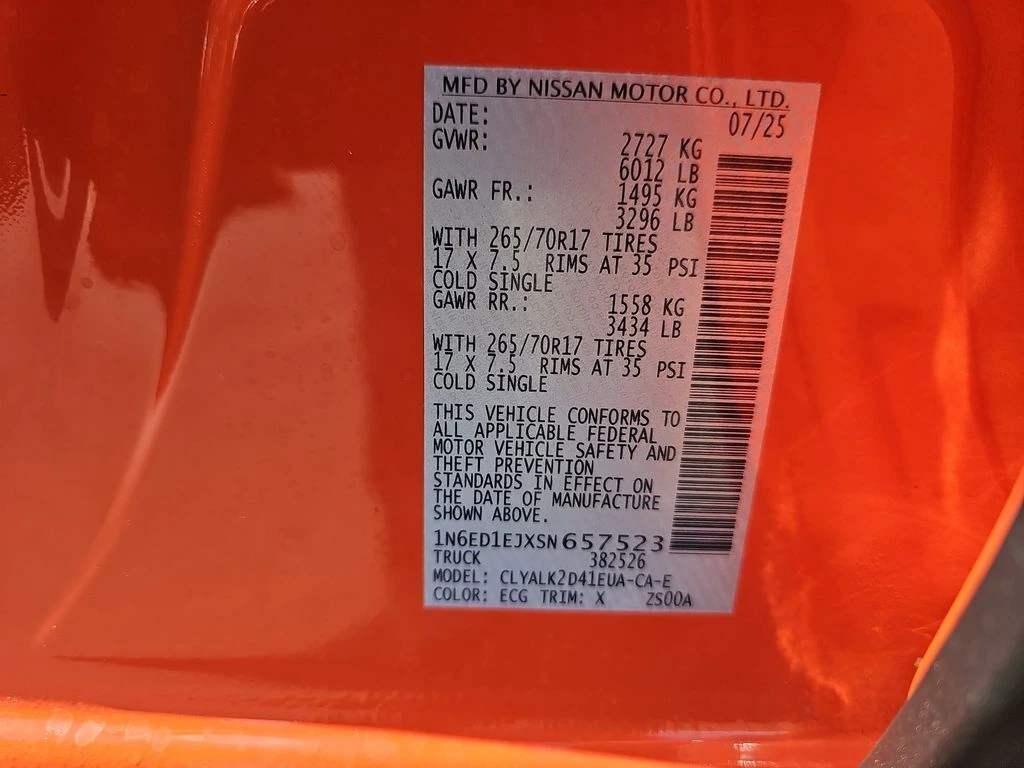 MFD BY NISSAN MOTOR CO., LTD.
DATE: 07/25
GVWR: 2727 KG
6012 LB
GAWR FR.: 1495 KG
3296 LB
WITH 265/70R17 TIRES
17 X 7.5 RIMS AT 35 PSI
COLD SINGLE
GAWR RR.: 1558 KG
3434 LB
WITH 265/70R17 TIRES
17 X 7.5 RIMS AT 35 PSI
COLD SINGLE
THIS VEHICLE CONFORMS TO
ALL APPLICABLE FEDERAL
MOTOR VEHICLE SAFETY AND
THEFT PREVENTION
STANDARDS IN EFFECT ON
THE DATE OF MANUFACTURE
SHOWN ABOVE.
1N6ED1EJXSN657523
TRUCK 382526
MODEL: CLYALK2D41EUA-CA-E
COLOR: ECG TRIM: X ZS00A